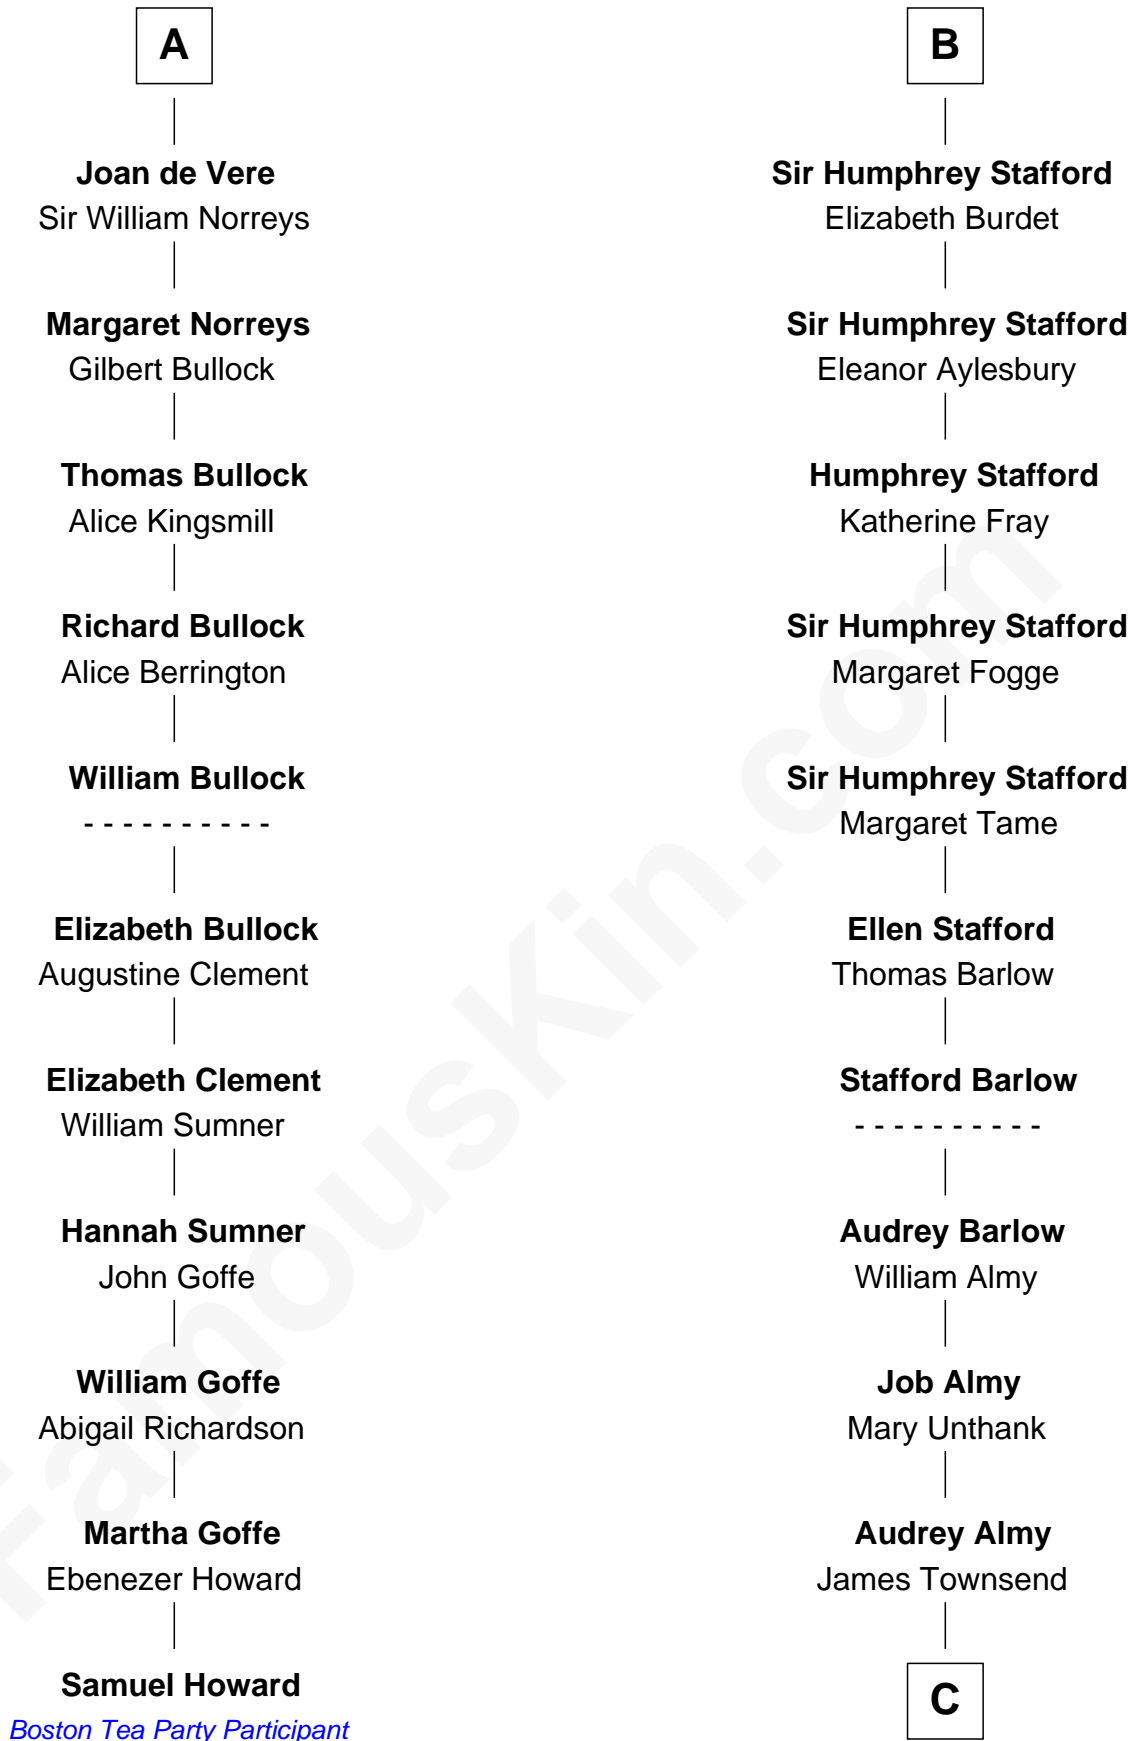 A
Joan de Vere
Sir William Norreys
Margaret Norreys
Gilbert Bullock
Thomas Bullock
Alice Kingsmill
Richard Bullock
Alice Berrington
William Bullock
- - - - - - - - - -
Elizabeth Bullock
Augustine Clement
Elizabeth Clement
William Sumner
Hannah Sumner
John Goffe
William Goffe
Abigail Richardson
Martha Goffe
Ebenezer Howard
Samuel Howard
Boston Tea Party Participant
B
Sir Humphrey Stafford
Elizabeth Burdet
Sir Humphrey Stafford
Eleanor Aylesbury
Humphrey Stafford
Katherine Fray
Sir Humphrey Stafford
Margaret Fogge
Sir Humphrey Stafford
Margaret Tame
Ellen Stafford
Thomas Barlow
Stafford Barlow
- - - - - - - - - -
Audrey Barlow
William Almy
Job Almy
Mary Unthank
Audrey Almy
James Townsend
C
FamousKin.com